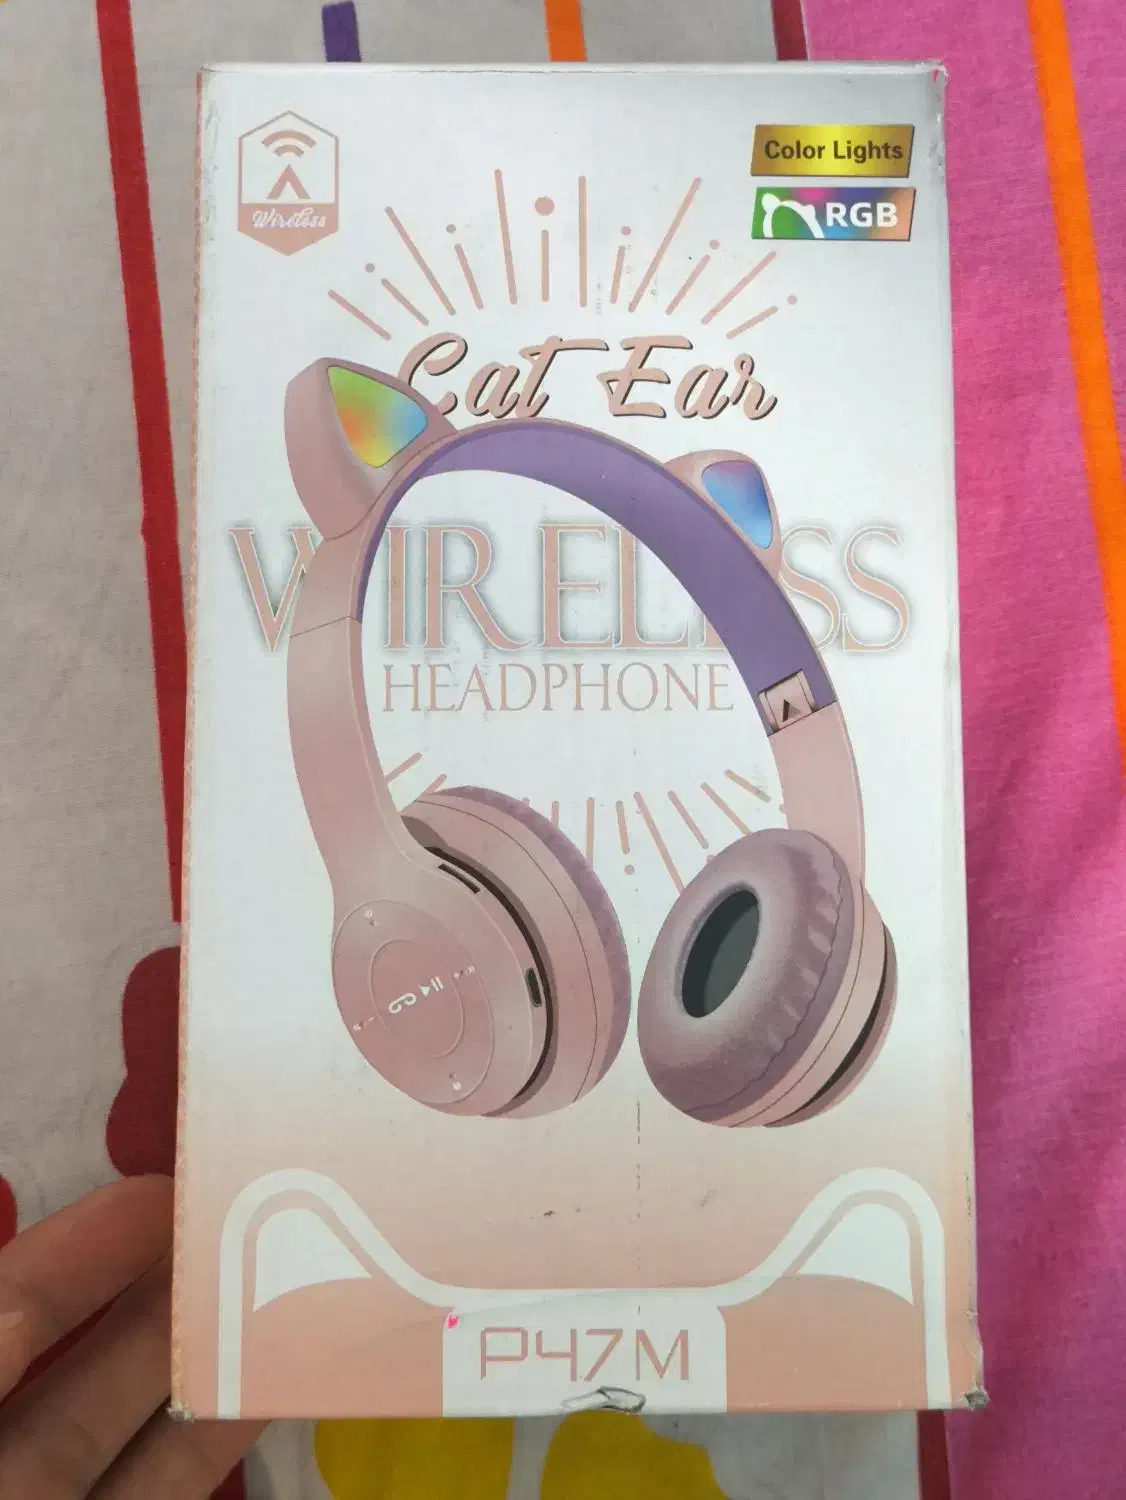 Wireless
Color Lights
RGB
Cat Ear
WIRELESS
HEADPHONE
P47M